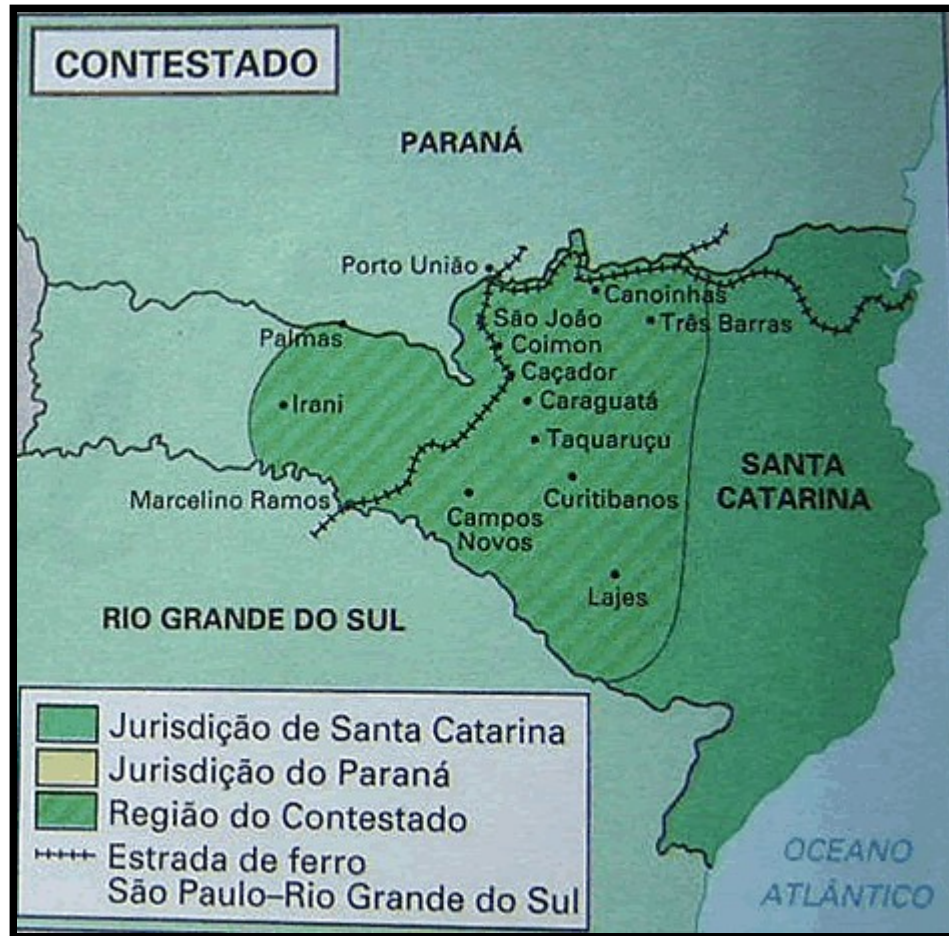 CONTESTADO
PARANÁ
Porto União
Canoinhas
São João
Três Barras
Palmas
Coimon
Caçador
Irani
Caraguatá
Taquaruçu
SANTA
CATARINA
Marcelino Ramos
Curitibanos
Campos
Novos
Lajes
RIO GRANDE DO SUL
Jurisdição de Santa Catarina
Jurisdição do Paraná
Região do Contestado
Estrada de ferro
São Paulo–Rio Grande do Sul
OCEANO
ATLÂNTICO